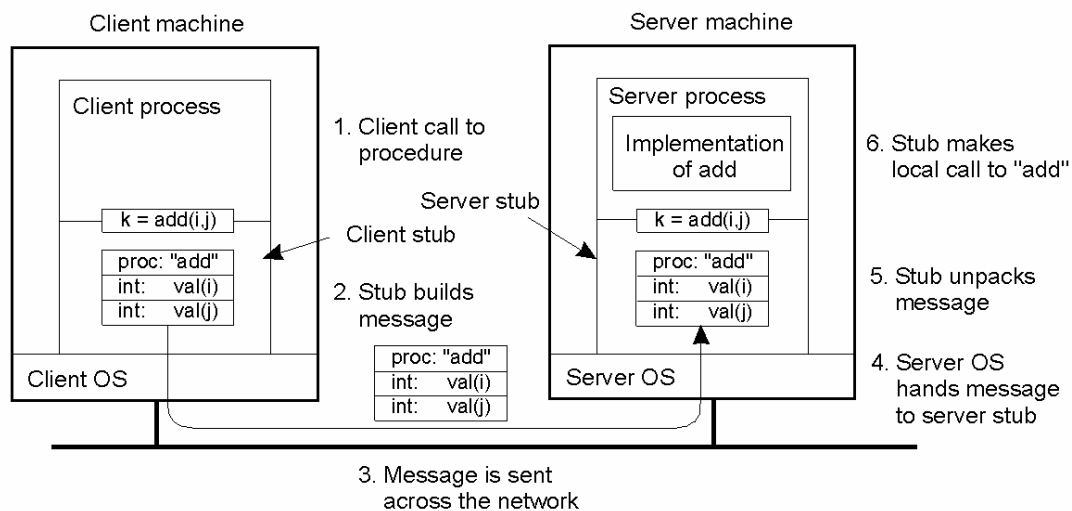 Client machine
Server machine
Client process
1. Client call to
procedure
Server process
Implementation
of add
6. Stub makes
local call to "add"
Server stub
k = add(i,j)
k = add(i,j)
Client stub
proc: "add"
int: val(i)
int: val(j)
2. Stub builds
message
proc: "add"
int: val(i)
int: val(j)
5. Stub unpacks
message
proc: "add"
int: val(i)
int: val(j)
Client OS
Server OS
4. Server OS
hands message
to server stub
3. Message is sent
across the network